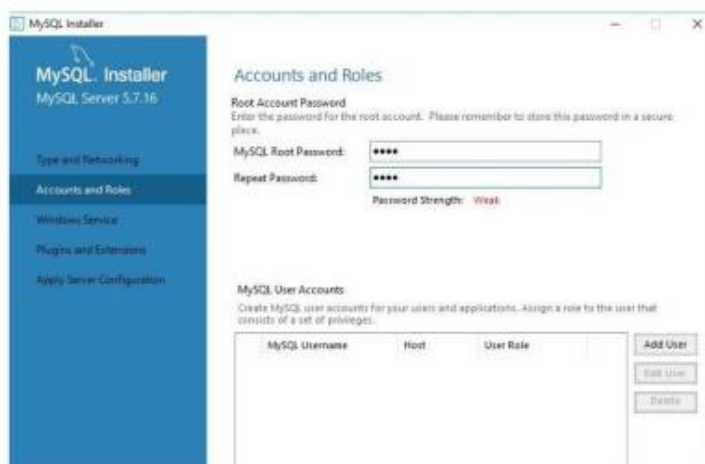 MySQL Installer
MySQL. Installer
MySQL Server 5.7.16
Type and Networking
Accounts and Roles
Windows Service
Plugins and Extensions
Apply Server Configuration
Accounts and Roles
Root Account Password
Enter the password for the root account. Please remember to store this password in a secure
place.
MySQL Root Password: ••••
Repeat Password: ••••
Password Strength: Weak
MySQL User Accounts
Create MySQL user accounts for your users and applications. Assign a role to the user that
consists of a set of privileges.
MySQL Username Host User Role
Add User
Edit User
Delete